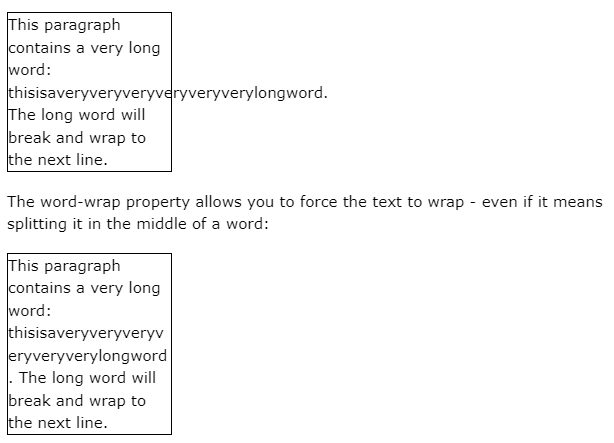 This paragraph
contains a very long
word:
thisisaveryveryveryveryveryverylongword.
The long word will
break and wrap to
the next line.
The word-wrap property allows you to force the text to wrap - even if it means
splitting it in the middle of a word:
This paragraph
contains a very long
word:
thisisaveryveryveryv
eryveryverylongword
. The long word will
break and wrap to
the next line.